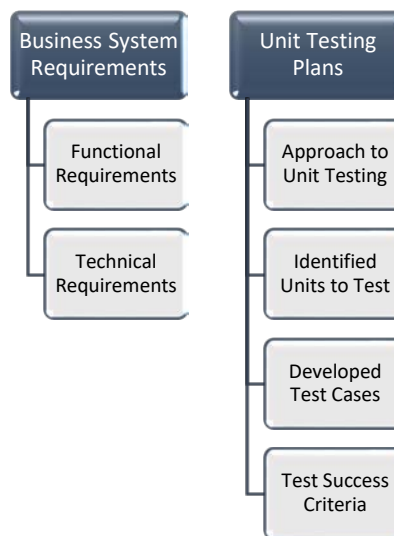 Business System
Requirements
Functional
Requirements
Technical
Requirements
Unit Testing
Plans
Approach to
Unit Testing
Identified
Units to Test
Developed
Test Cases
Test Success
Criteria